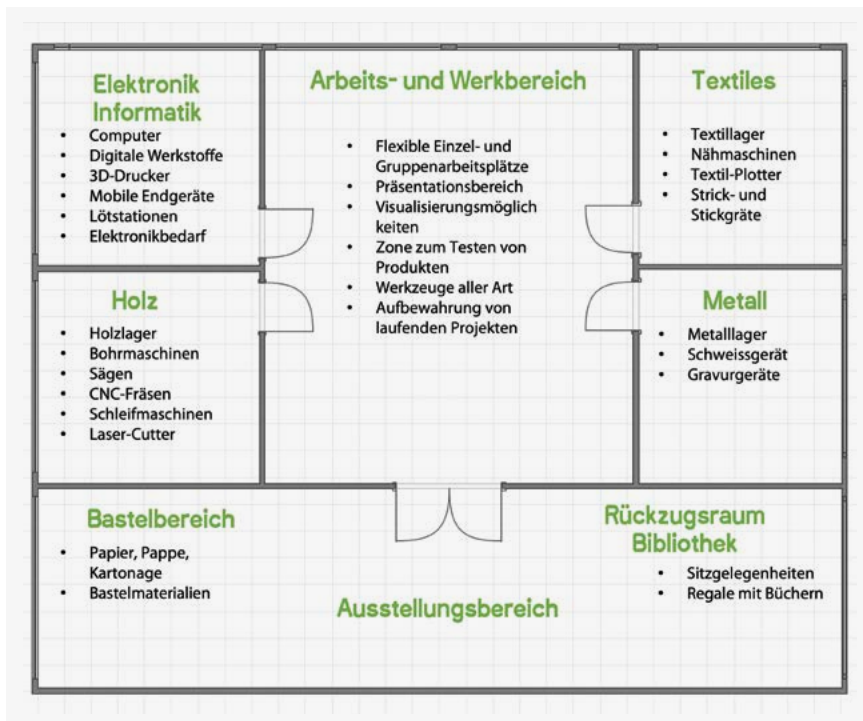 Elektronik
Informatik
• Computer
• Digitale Werkstoffe
• 3D-Drucker
• Mobile Endgeräte
• Lötstationen
• Elektronikbedarf
Arbeits- und Werkbereich
• Flexible Einzel- und
Gruppenarbeitsplätze
• Präsentationsbereich
• Visualisierungsmöglich
keiten
• Zone zum Testen von
Produkten
• Werkzeuge aller Art
• Aufbewahrung von
laufenden Projekten
Textiles
• Textillager
• Nähmaschinen
• Textil-Plotter
• Strick- und
Stickgräte
Holz
• Holzlager
• Bohrmaschinen
• Sägen
• CNC-Fräsen
• Schleifmaschinen
• Laser-Cutter
Metall
• Metalllager
• Schweissgerät
• Gravurgeräte
Bastelbereich
• Papier, Pappe,
Kartonage
• Bastelmaterialien
Ausstellungsbereich
Rückzugsraum
Bibliothek
• Sitzgelegenheiten
• Regale mit Büchern